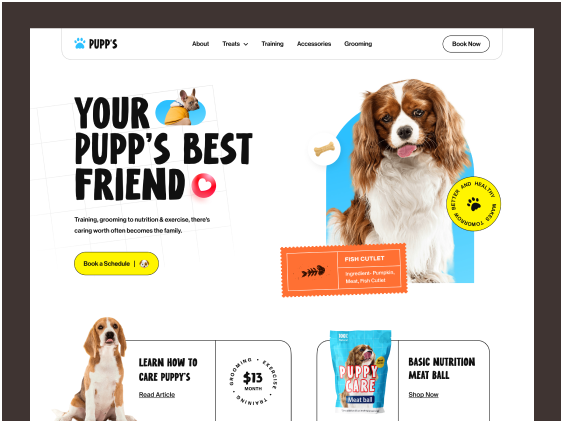 PUPP'S
About
Treats
Training
Accessories
Grooming
Book Now
YOUR
PUPP'S BEST
FRIEND
Training, grooming to nutrition & exercise, there's
caring worth often becomes the family.
Book a Schedule |
BETTER AND HEALTHY MAKES TOMORROW
FISH CUTLET
Ingredient- Pumpkin,
Meat, Fish Cutlet
LEARN HOW TO
CARE PUPPY'S
Read Article
GROOMING • EXERCISE • TRAINING •
$13
MONTH
PUPPY
CARE
Meat ball
BASIC NUTRITION
MEAT BALL
Shop Now